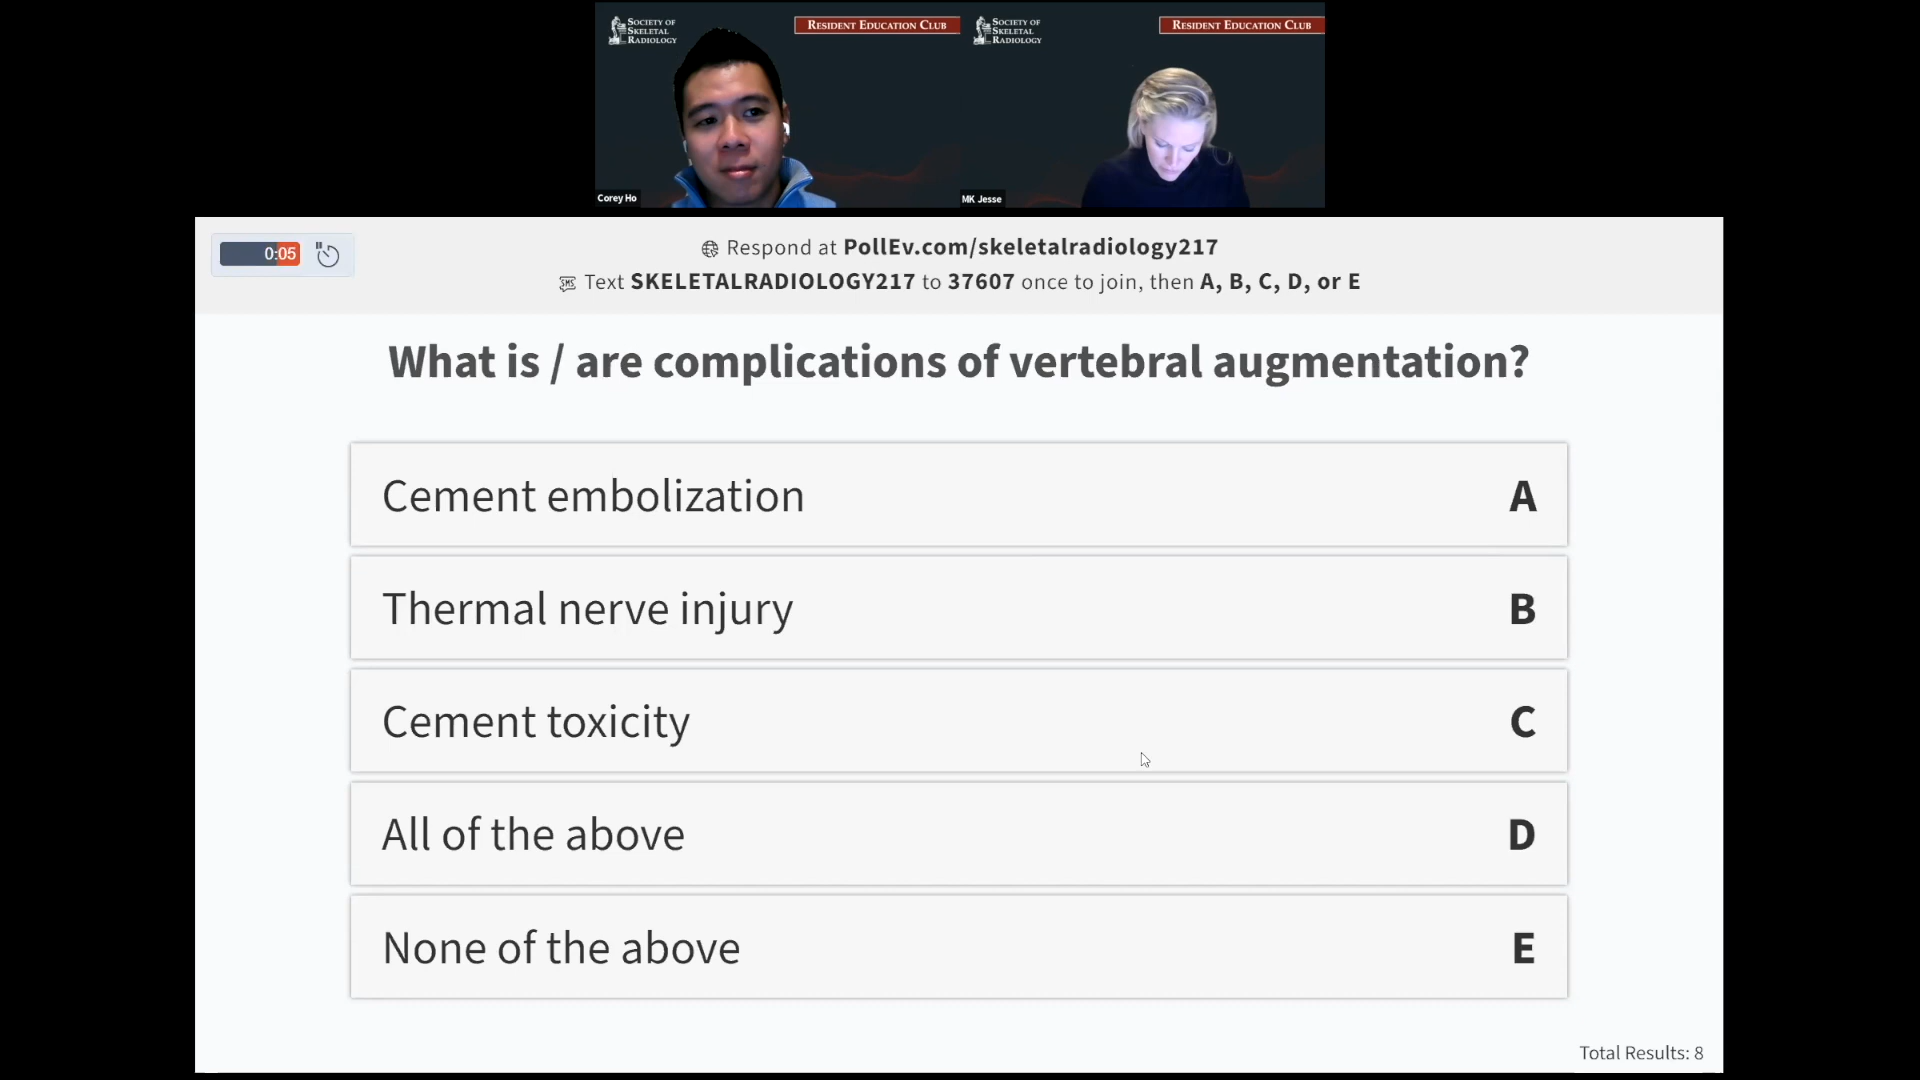 SOCIETY OF
SKELETAL
RADIOLOGY
RESIDENT EDUCATION CLUB
Corey Ho
SOCIETY OF
SKELETAL
RADIOLOGY
RESIDENT EDUCATION CLUB
MK Jesse
0:05
Respond at PollEv.com/skeletalradiology217
SMS Text SKELETALRADIOLOGY217 to 37607 once to join, then A, B, C, D, or E
What is / are complications of vertebral augmentation?
Cement embolization A
Thermal nerve injury B
Cement toxicity C
All of the above D
None of the above E
Total Results: 8